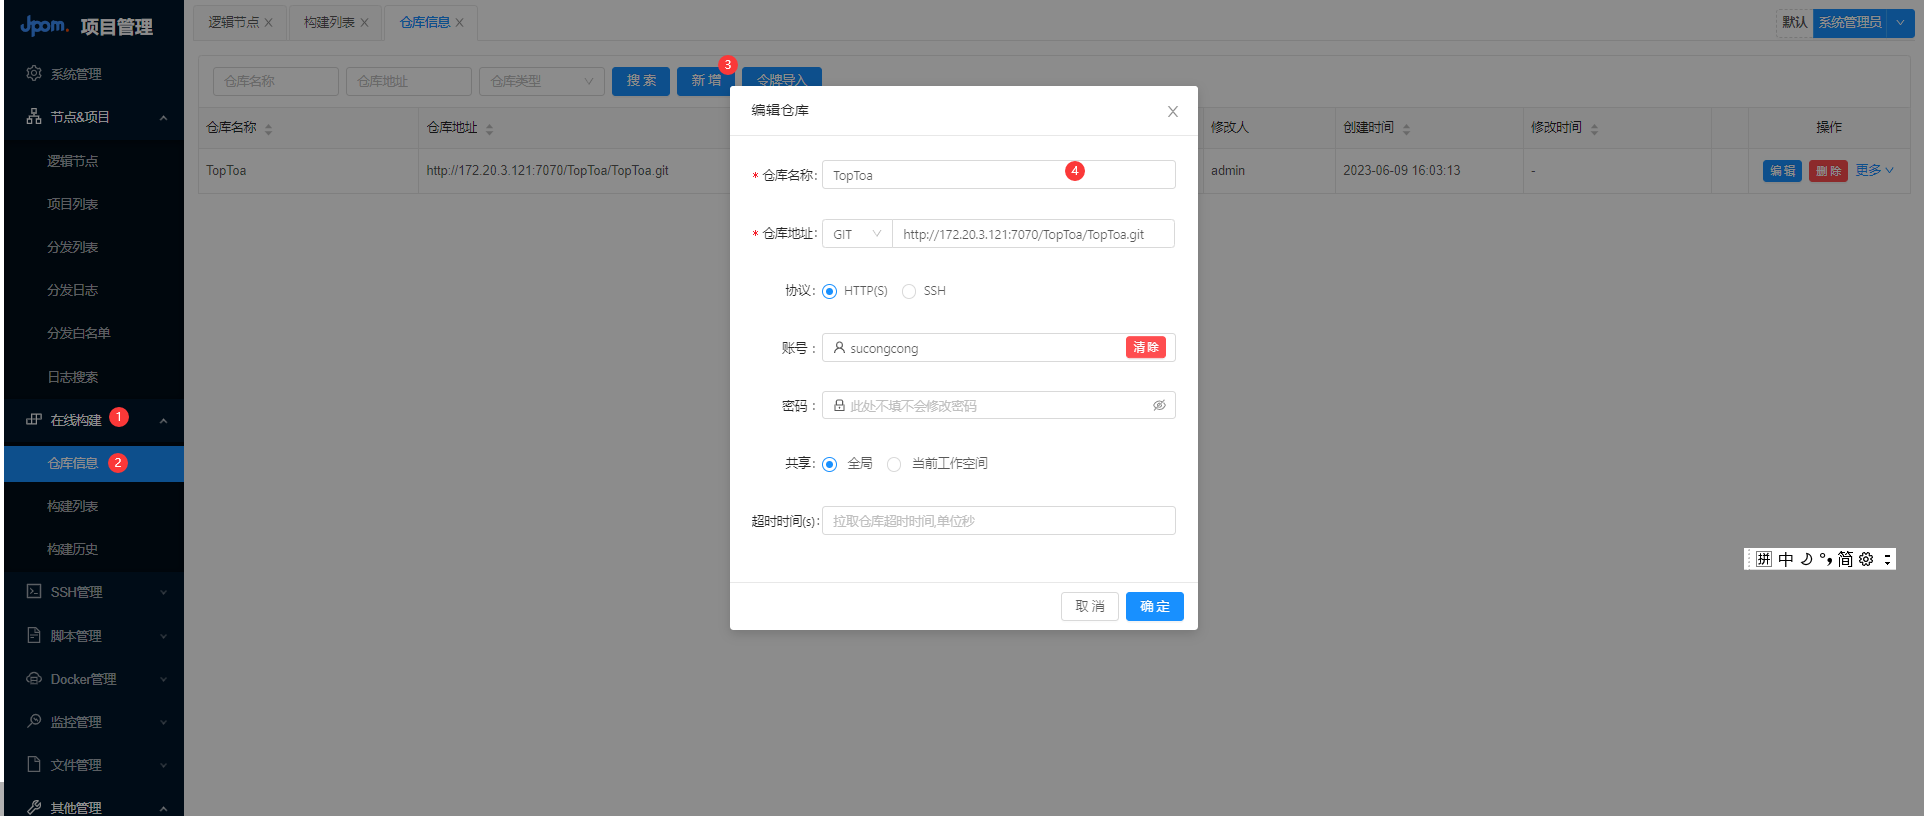 Jpom. 项目管理
逻辑节点 构建列表 仓库信息 默认 系统管理员
系统管理
节点&项目
逻辑节点
项目列表
分发列表
分发日志
分发白名单
日志搜索
在线构建 1
仓库信息 2
构建列表
构建历史
SSH管理
脚本管理
Docker管理
监控管理
文件管理
其他管理
仓库名称 仓库地址 仓库类型 搜索 新增 3 令牌导入
仓库名称 仓库地址 修改人 创建时间 修改时间 操作
TopToa http://172.20.3.121:7070/TopToa/TopToa.git admin 2023-06-09 16:03:13 - 编辑 删除 更多
编辑仓库
* 仓库名称: TopToa 4
* 仓库地址: GIT http://172.20.3.121:7070/TopToa/TopToa.git
协议: HTTP(S) SSH
账号: sucongcong 清除
密码: 此处不填不会修改密码
共享: 全局 当前工作空间
超时时间(s): 拉取仓库超时时间,单位秒
取消 确定
拼 中 简